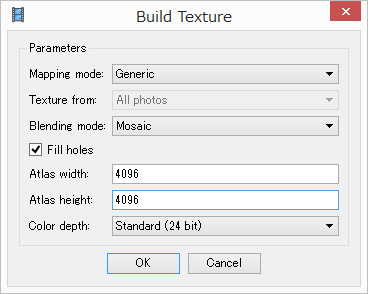 Build Texture
Parameters
Mapping mode: Generic
Texture from: All photos
Blending mode: Mosaic
Fill holes
Atlas width: 4096
Atlas height: 4096
Color depth: Standard (24 bit)
OK Cancel